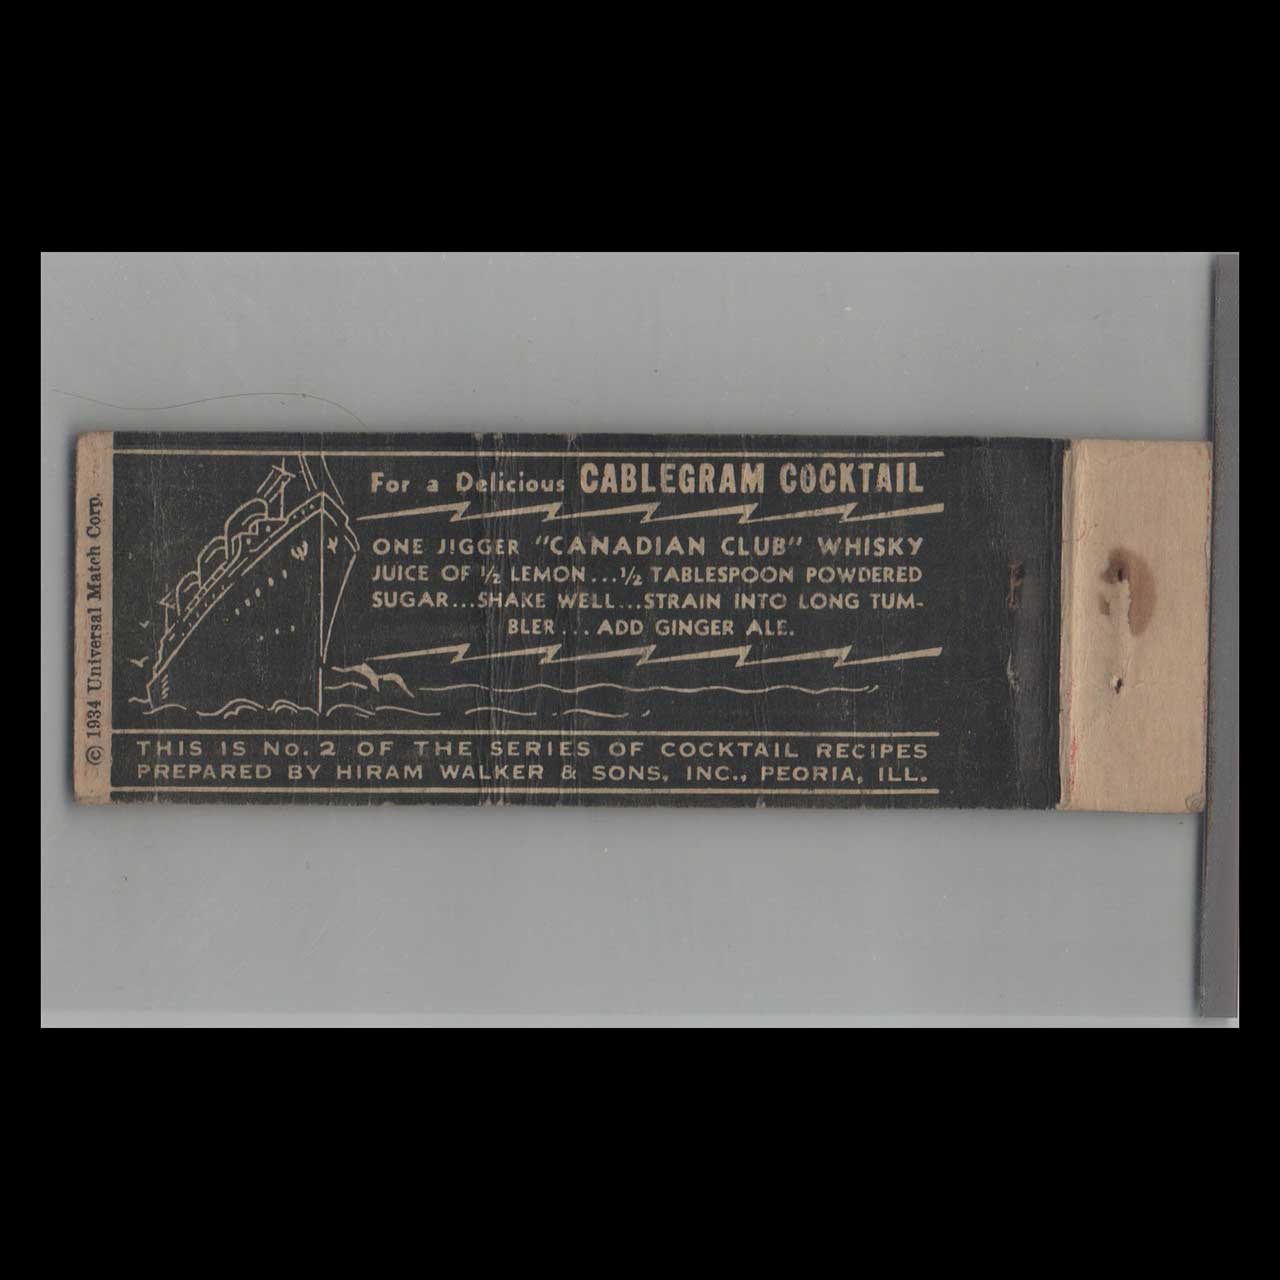 For a Delicious CABLEGRAM COCKTAIL
ONE JIGGER "CANADIAN CLUB" WHISKY
JUICE OF ½ LEMON...½ TABLESPOON POWDERED
SUGAR...SHAKE WELL...STRAIN INTO LONG TUM-
BLER...ADD GINGER ALE.
THIS IS No. 2 OF THE SERIES OF COCKTAIL RECIPES
PREPARED BY HIRAM WALKER & SONS, INC., PEORIA, ILL.
© 1934 Universal Match Corp.